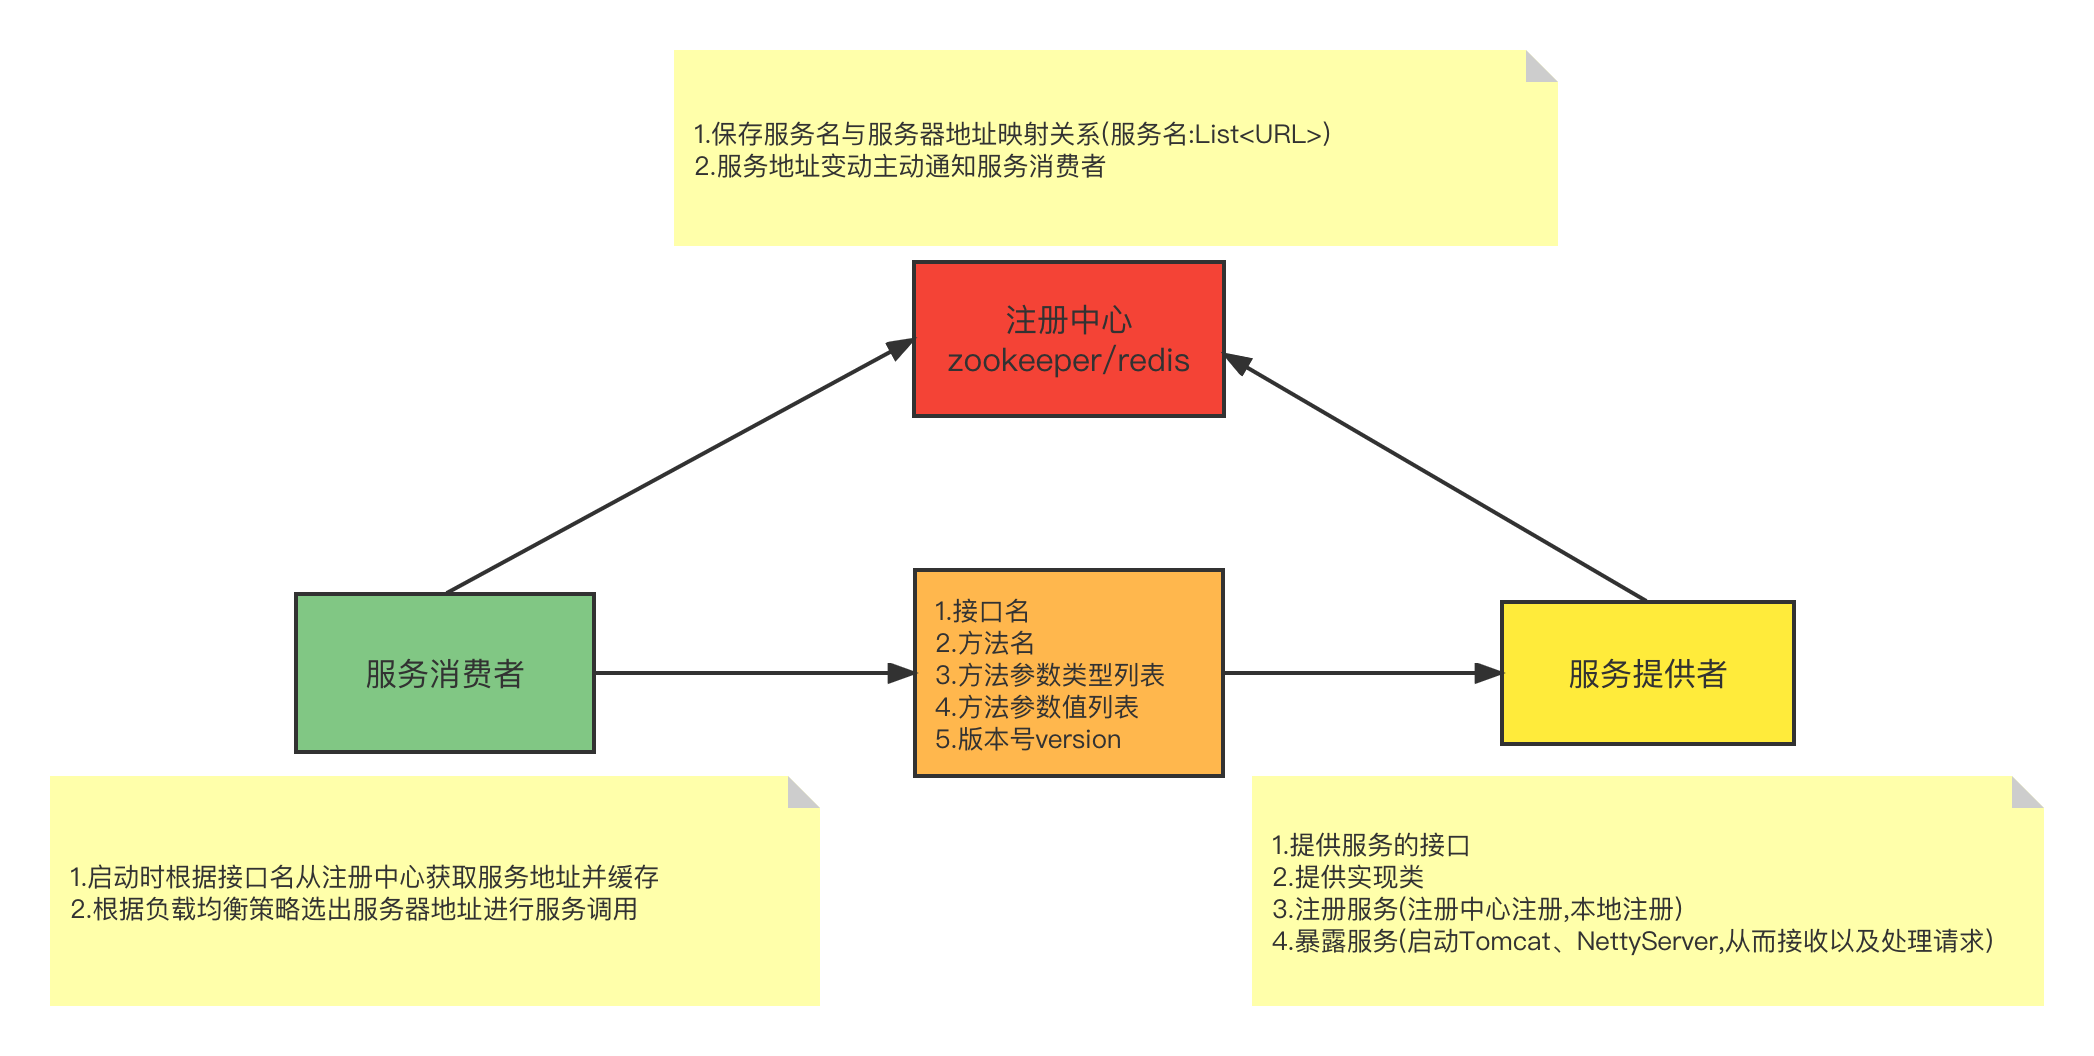 1.保存服务名与服务器地址映射关系(服务名:List<URL>)
2.服务地址变动主动通知服务消费者
注册中心
zookeeper/redis
服务消费者
1.接口名
2.方法名
3.方法参数类型列表
4.方法参数值列表
5.版本号version
服务提供者
1.启动时根据接口名从注册中心获取服务地址并缓存
2.根据负载均衡策略选出服务器地址进行服务调用
1.提供服务的接口
2.提供实现类
3.注册服务(注册中心注册,本地注册)
4.暴露服务(启动Tomcat、NettyServer,从而接收以及处理请求)